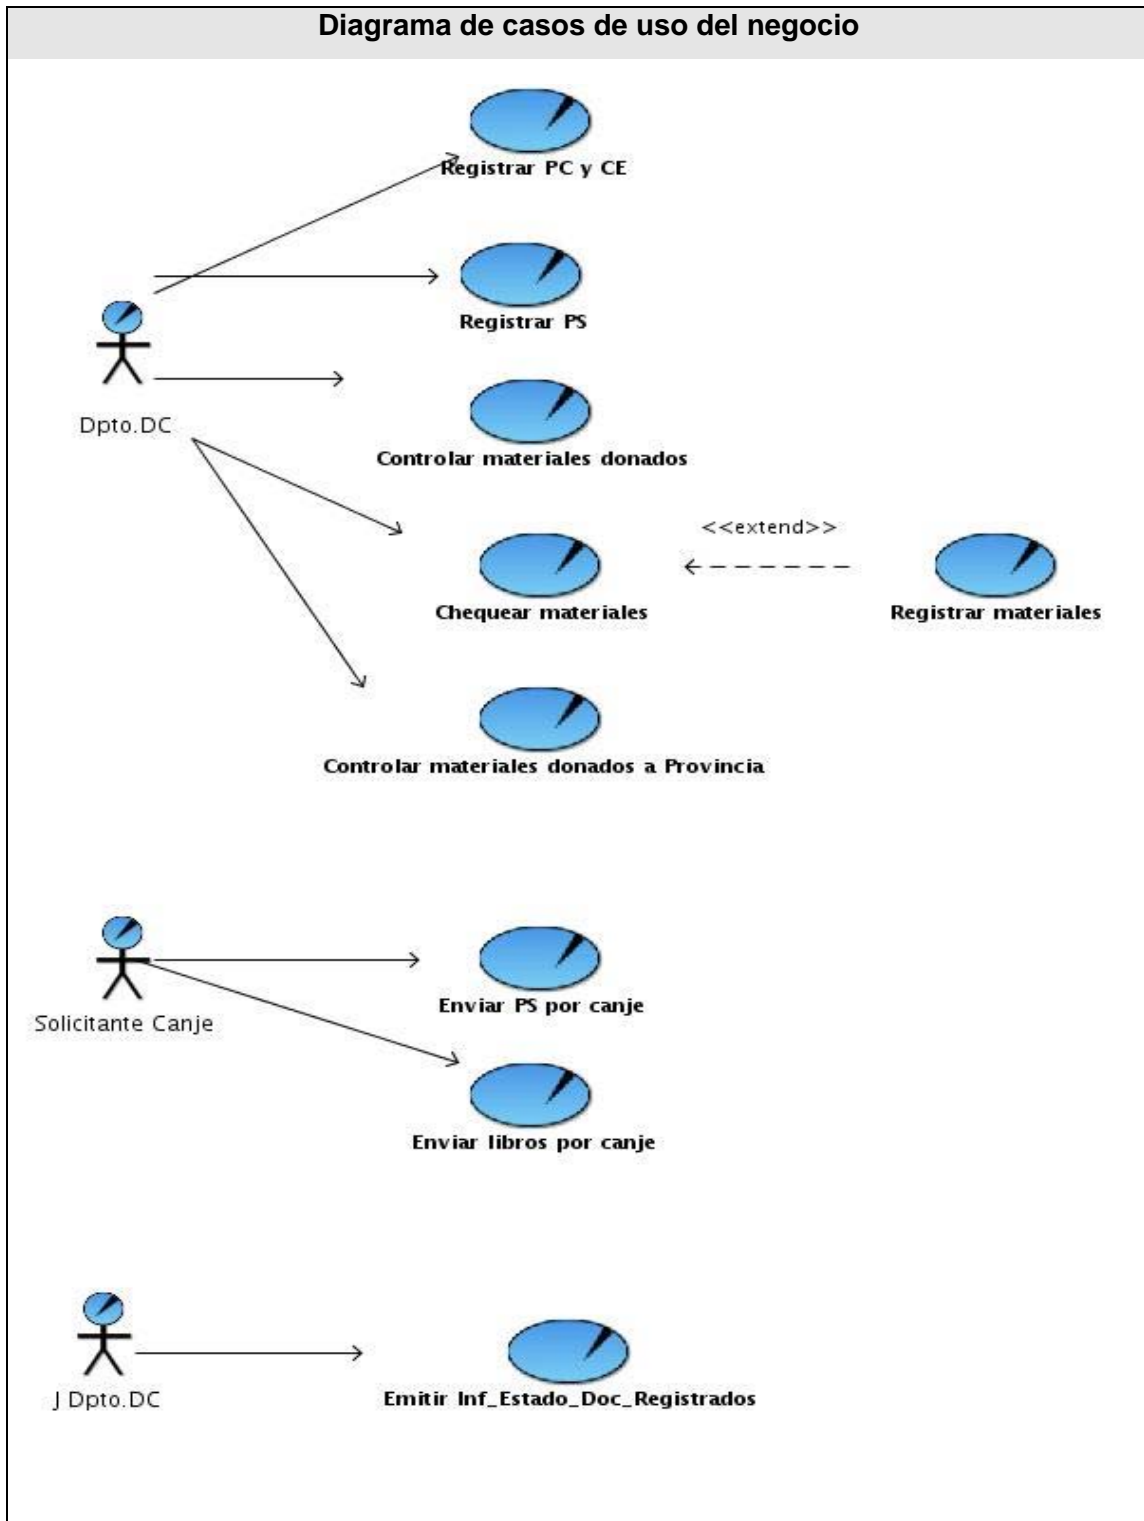 Diagrama de casos de uso del negocio
Registrar PC y CE
Registrar PS
Dpto.DC
Controlar materiales donados
<<extend>>
Chequear materiales
Registrar materiales
Controlar materiales donados a Provincia
Enviar PS por canje
Solicitante Canje
Enviar libros por canje
J Dpto.DC
Emitir Inf_Estado_Doc_Registrados